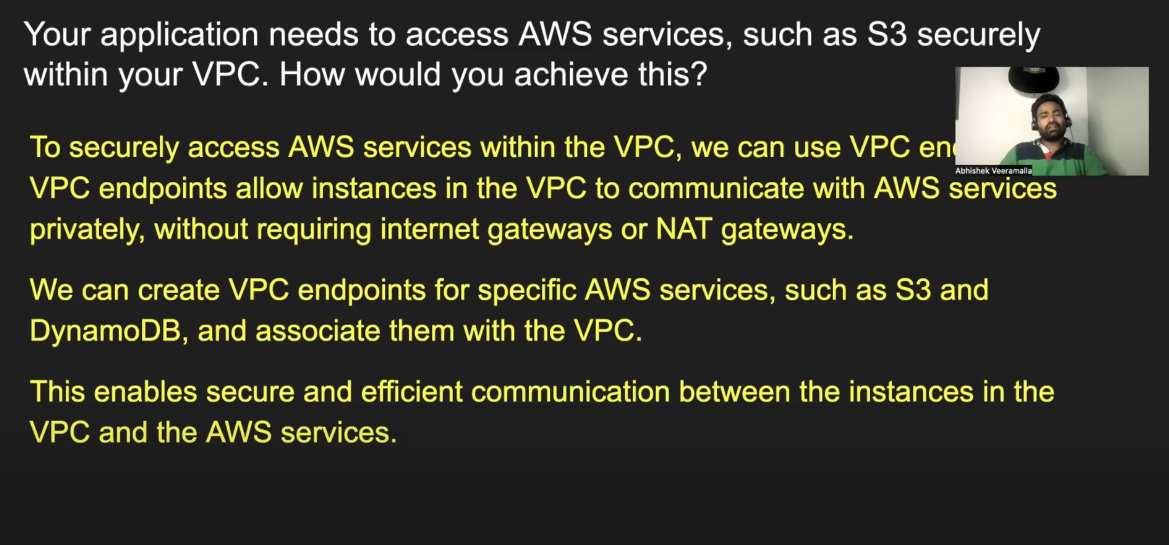 Your application needs to access AWS services, such as S3 securely
within your VPC. How would you achieve this?
To securely access AWS services within the VPC, we can use VPC
Abhishek Veeramalla
VPC endpoints allow instances in the VPC to communicate with AWS services
privately, without requiring internet gateways or NAT gateways.
We can create VPC endpoints for specific AWS services, such as S3 and
DynamoDB, and associate them with the VPC.
This enables secure and efficient communication between the instances in the
VPC and the AWS services.